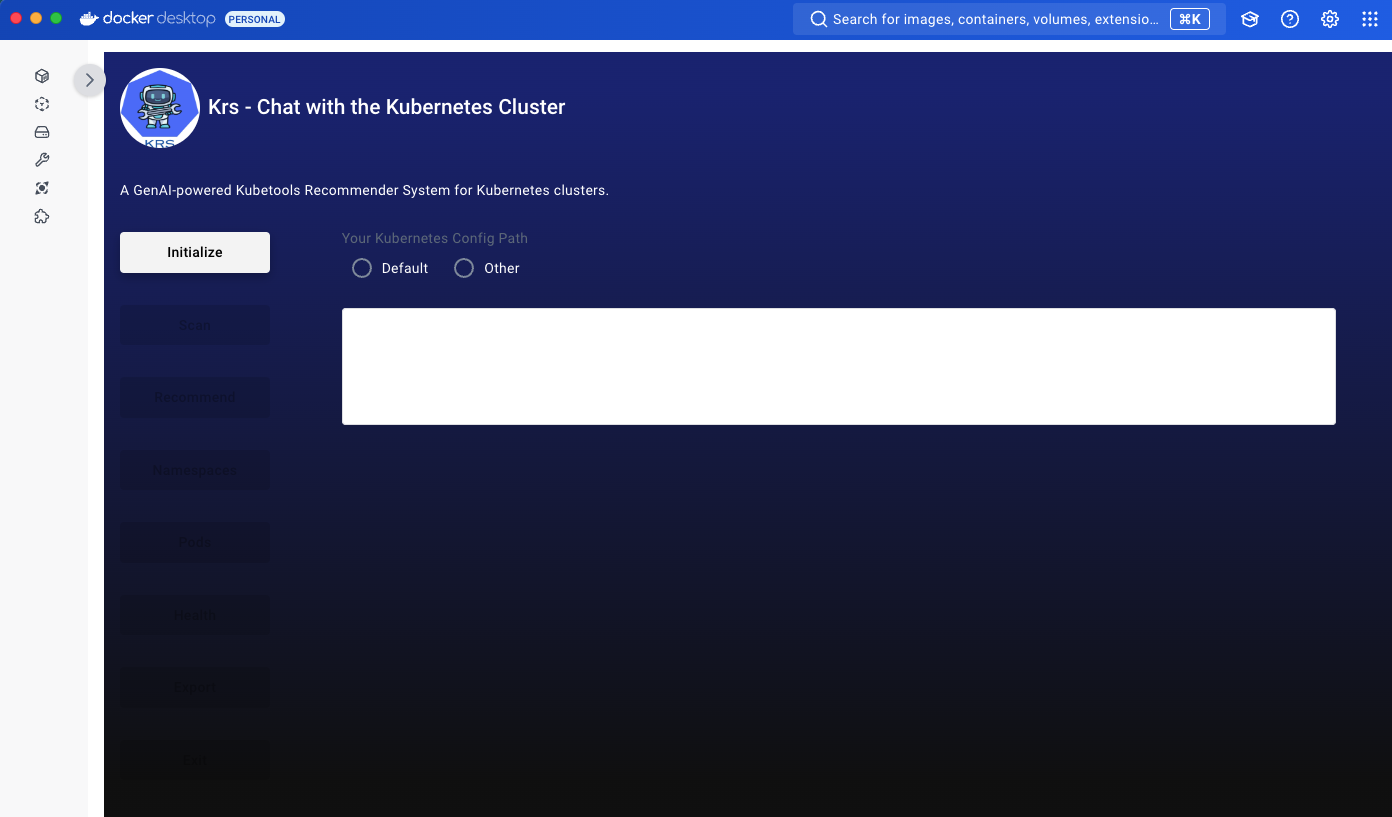 docker desktop PERSONAL
Search for images, containers, volumes, extensio... ⌘K
KRS
Krs - Chat with the Kubernetes Cluster
A GenAI-powered Kubetools Recommender System for Kubernetes clusters.
Initialize
Your Kubernetes Config Path
Default Other
Scan
Recommend
Namespaces
Pods
Health
Export
Exit